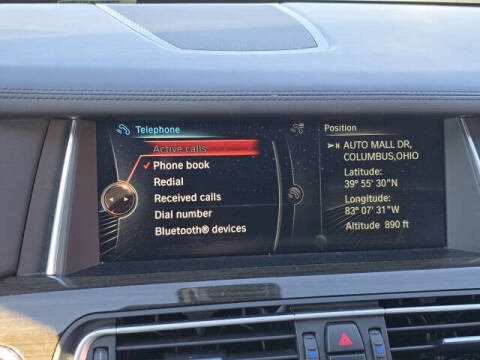 Telephone
Active calls
Phone book
Redial
Received calls
Dial number
Bluetooth® devices
Position
N AUTO MALL DR,
COLUMBUS,OHIO
Latitude:
39° 55' 30"N
Longitude:
83° 07' 31"W
Altitude 890 ft